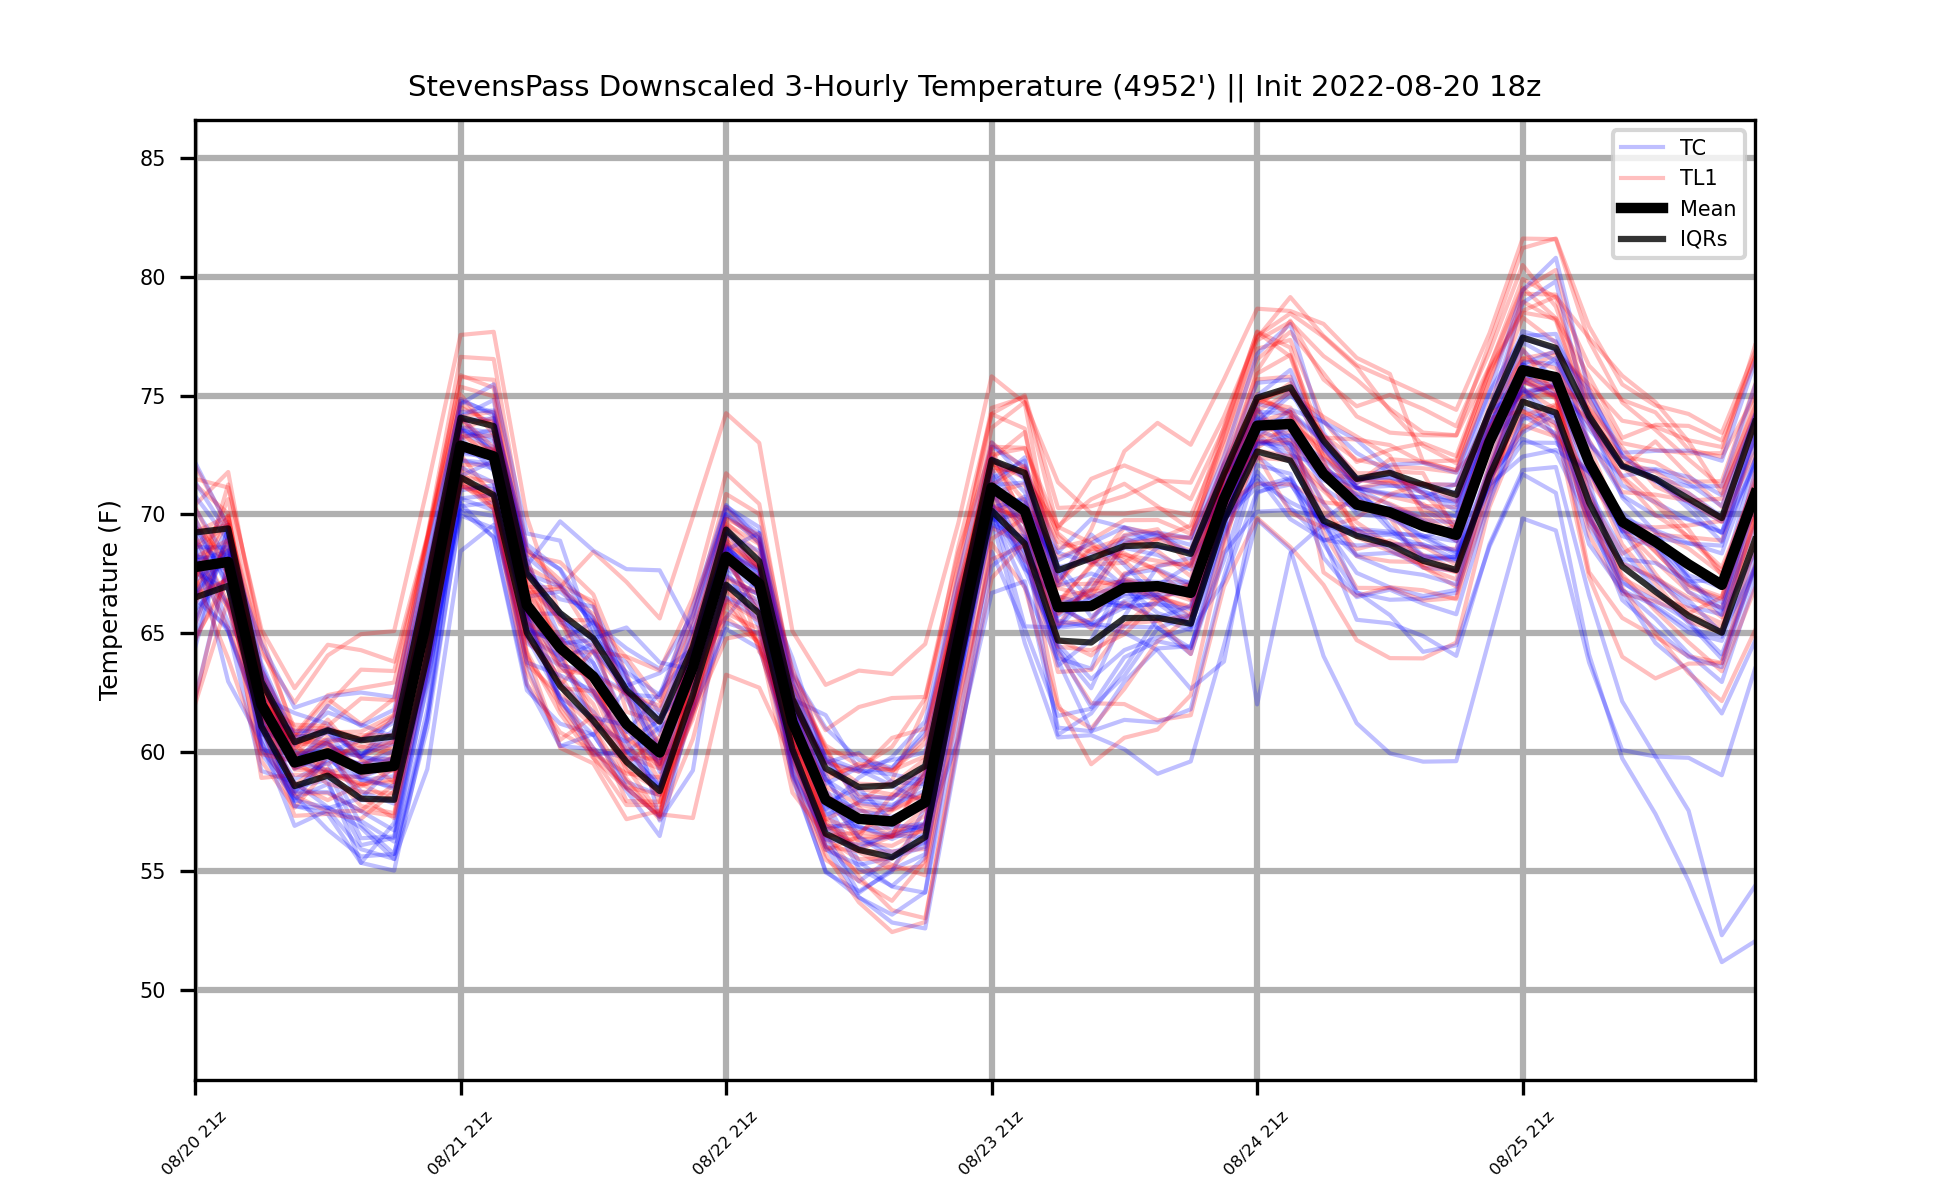 StevensPass Downscaled 3-Hourly Temperature (4952') || Init 2022-08-20 18z
TC
TL1
Mean
IQRs
Temperature (F)
85
80
75
70
65
60
55
50
08/20 21z
08/21 21z
08/22 21z
08/23 21z
08/24 21z
08/25 21z